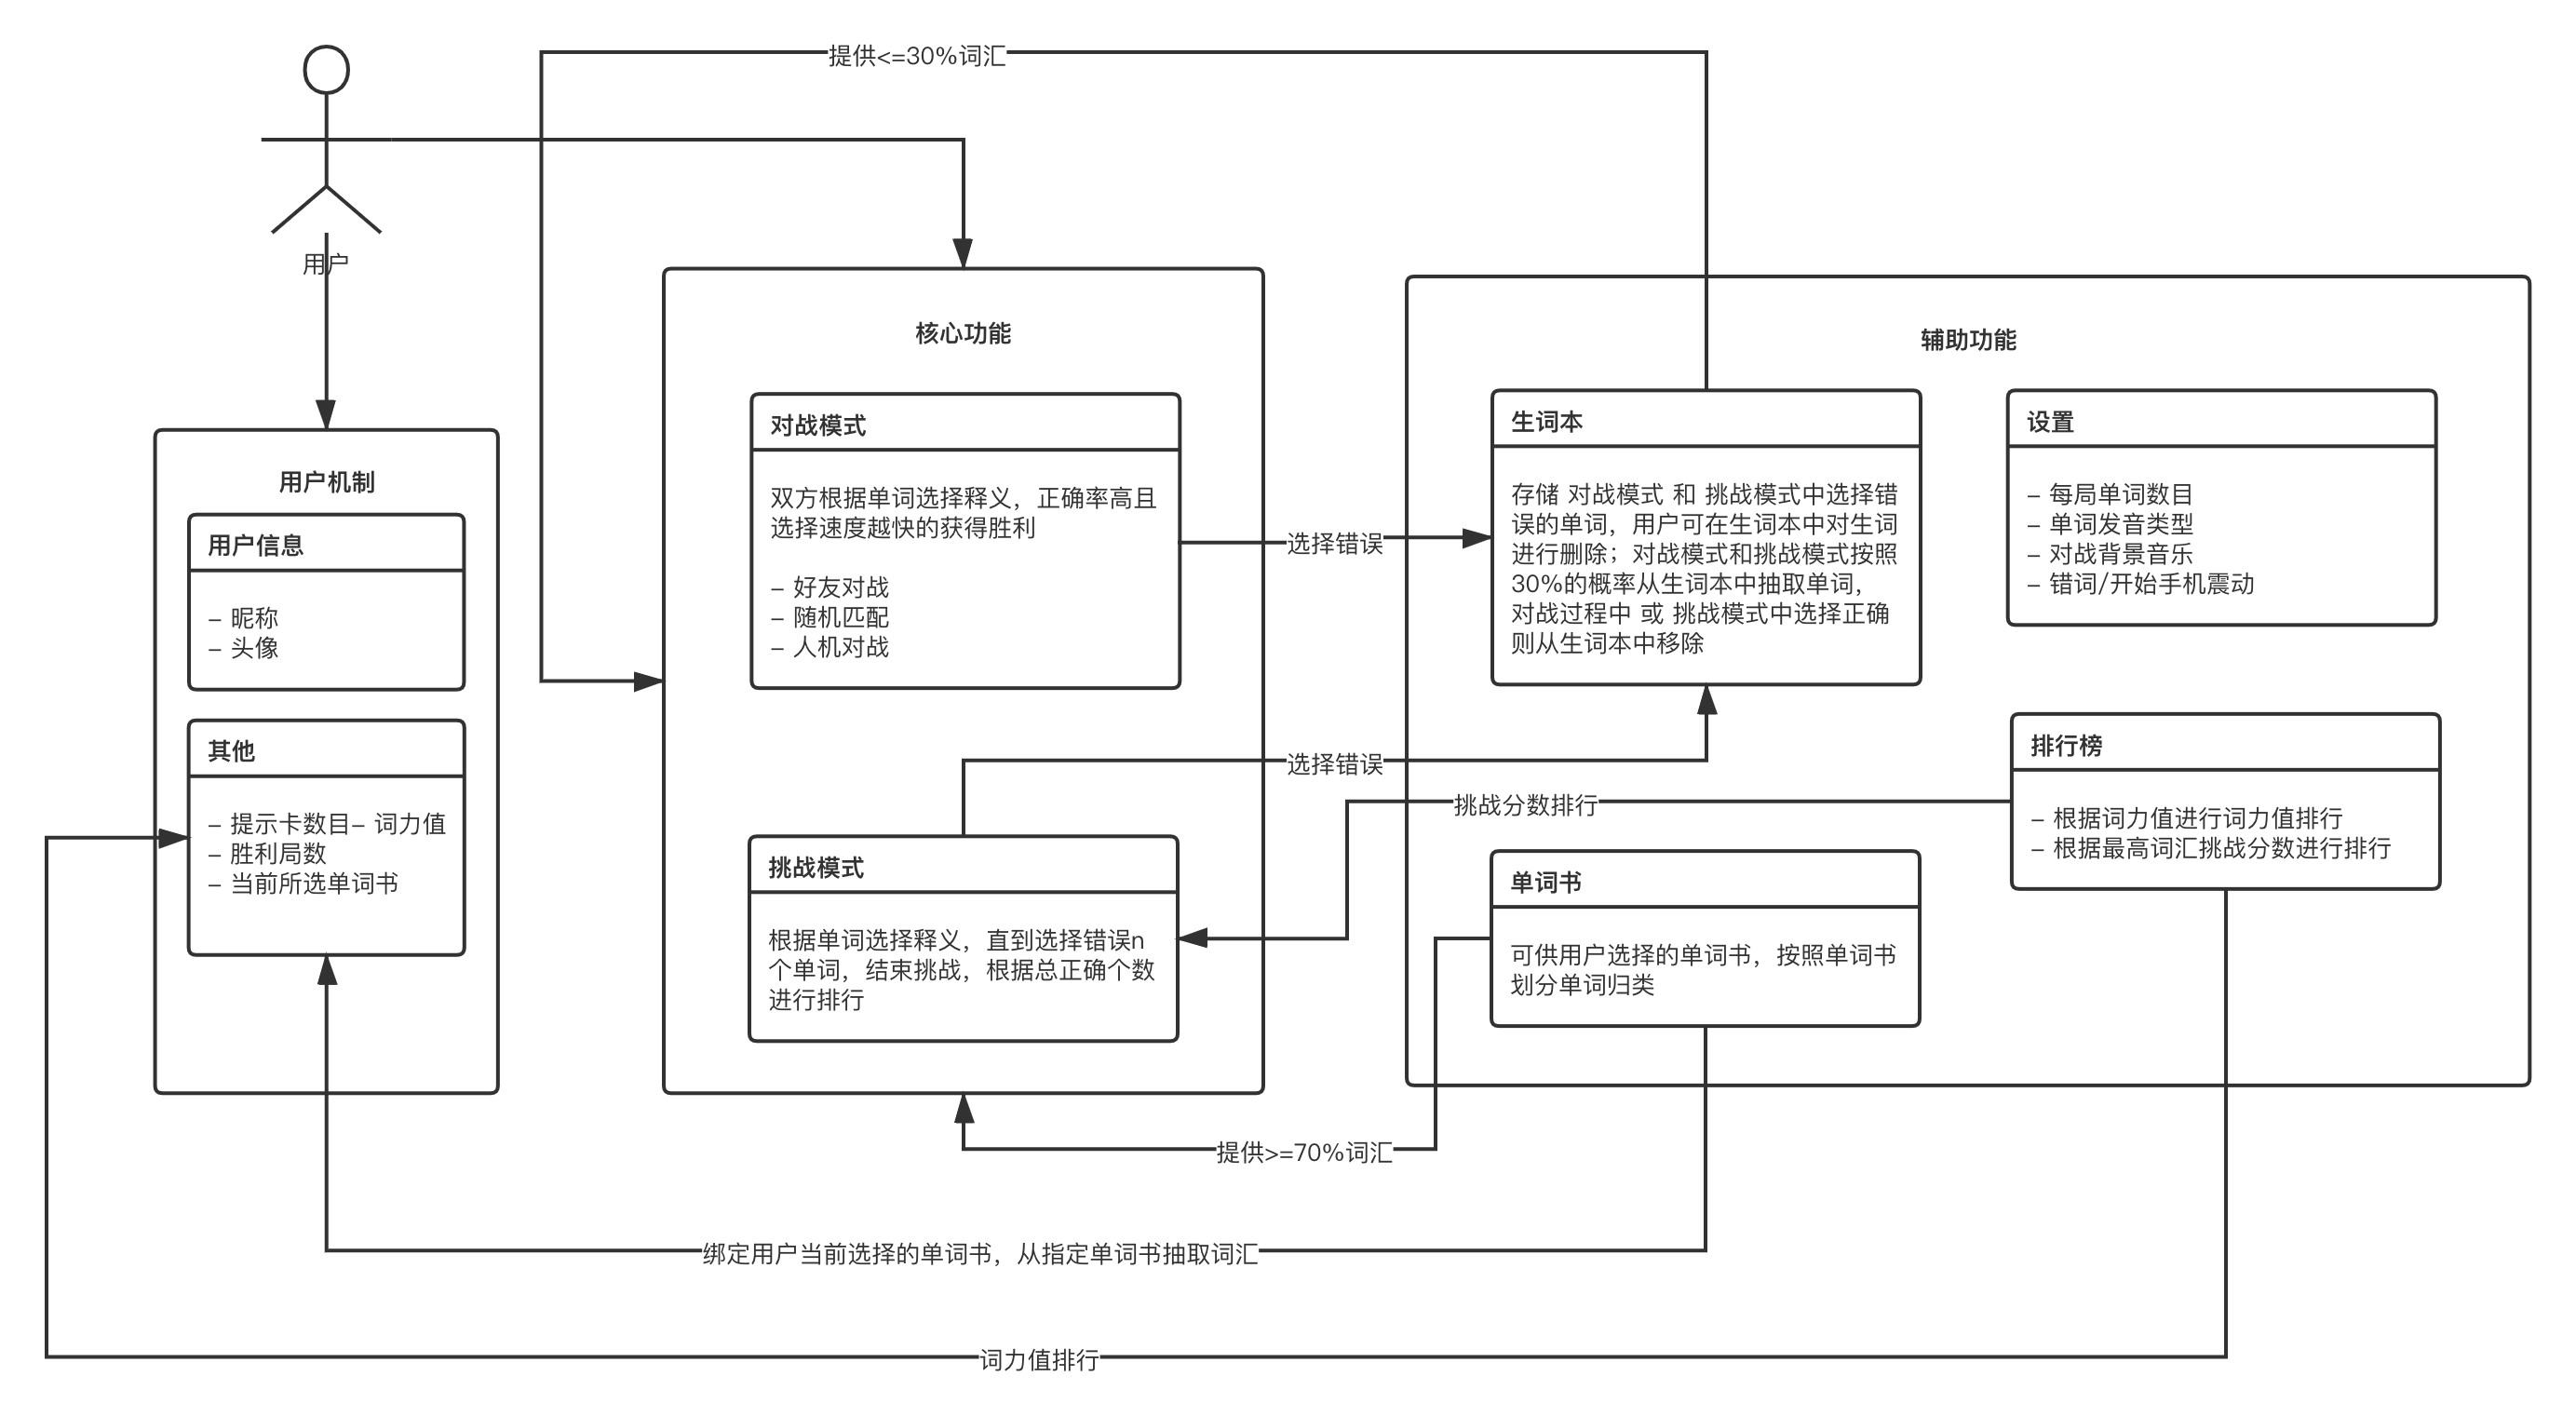 提供<=30%词汇
用户
用户机制
用户信息
- 昵称
- 头像
其他
- 提示卡数目- 词力值
- 胜利局数
- 当前所选单词书
核心功能
对战模式
双方根据单词选择释义，正确率高且
选择速度越快的获得胜利
- 好友对战
- 随机匹配
- 人机对战
挑战模式
根据单词选择释义，直到选择错误n
个单词，结束挑战，根据总正确个数
进行排行
选择错误
选择错误
挑战分数排行
辅助功能
生词本
存储 对战模式 和 挑战模式中选择错
误的单词，用户可在生词本中对生词
进行删除；对战模式和挑战模式按照
30%的概率从生词本中抽取单词，
对战过程中 或 挑战模式中选择正确
则从生词本中移除
设置
- 每局单词数目
- 单词发音类型
- 对战背景音乐
- 错词/开始手机震动
排行榜
- 根据词力值进行词力值排行
- 根据最高词汇挑战分数进行排行
单词书
可供用户选择的单词书，按照单词书
划分单词归类
提供>=70%词汇
绑定用户当前选择的单词书，从指定单词书抽取词汇
词力值排行